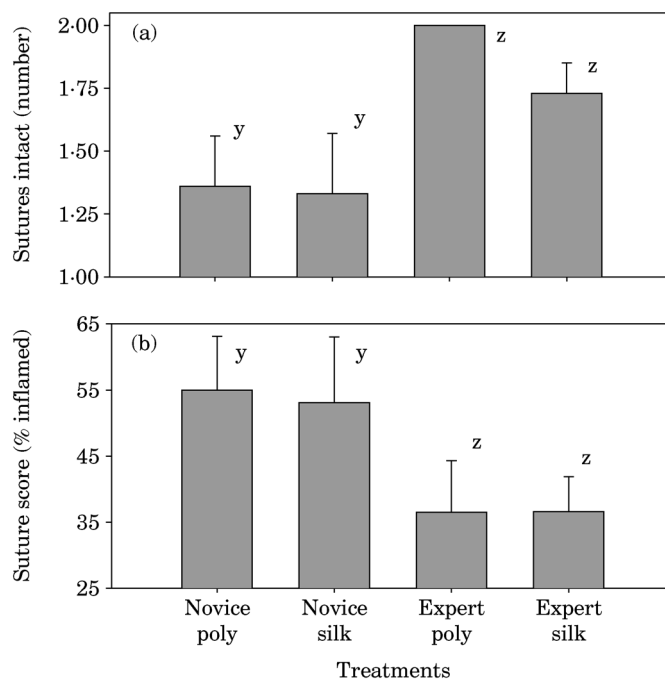 (a)
Sutures intact (number)
2·00
1·75
1·50
1·25
1·00
y
y
z
z
(b)
Suture score (% inflamed)
65
55
45
35
25
y
y
z
z
Novice poly
Novice silk
Expert poly
Expert silk
Treatments